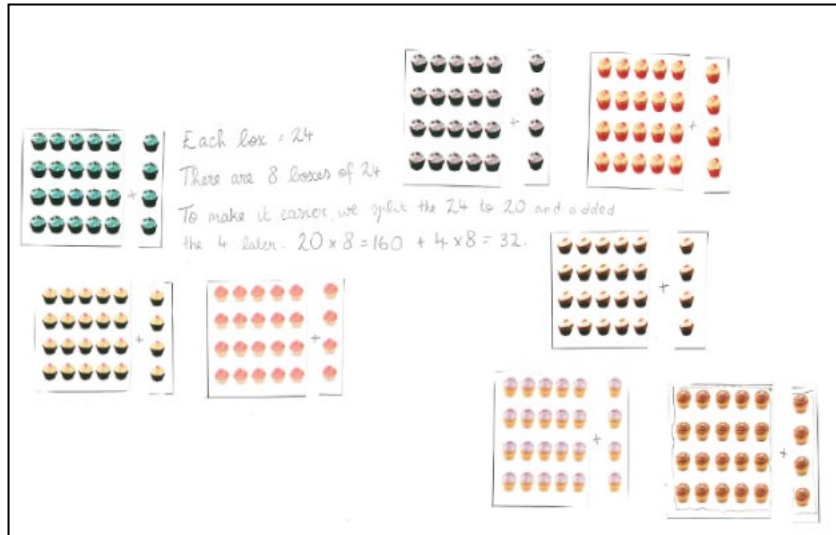 Each box = 24
There are 8 boxes of 24
To make it easier, we split the 24 to 20 and added
the 4 later. 20 x 8 = 160 + 4 x 8 = 32.
+
+
+
+
+
+
+
+